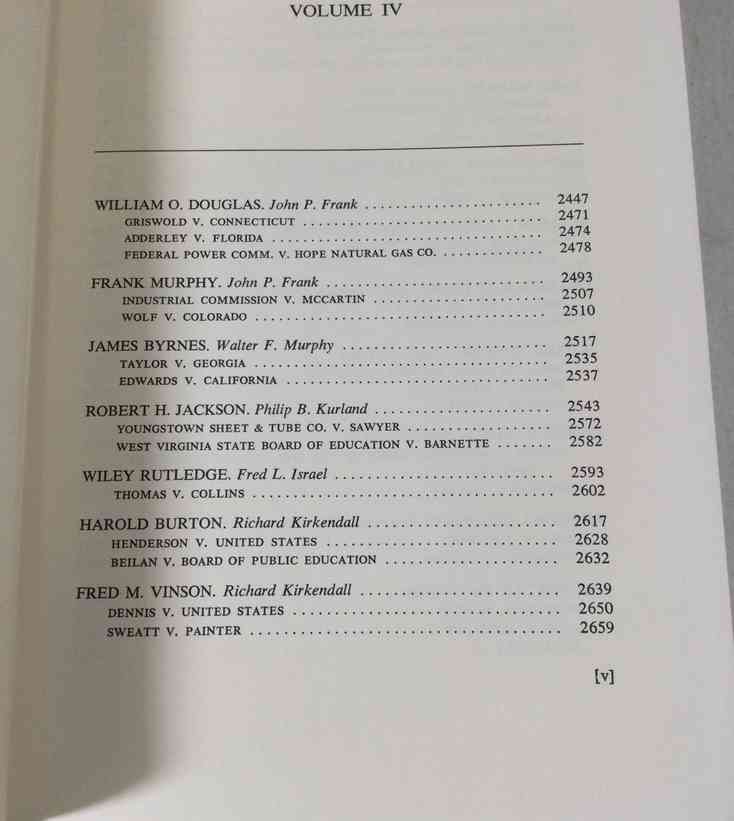 VOLUME IV
WILLIAM O. DOUGLAS. John P. Frank ....................... 2447
GRISWOLD V. CONNECTICUT ............................... 2471
ADDERLEY V. FLORIDA ................................... 2474
FEDERAL POWER COMM. V. HOPE NATURAL GAS CO. ............. 2478
FRANK MURPHY. John P. Frank ............................ 2493
INDUSTRIAL COMMISSION V. MCCARTIN ...................... 2507
WOLF V. COLORADO ...................................... 2510
JAMES BYRNES. Walter F. Murphy .......................... 2517
TAYLOR V. GEORGIA ...................................... 2535
EDWARDS V. CALIFORNIA .................................. 2537
ROBERT H. JACKSON. Philip B. Kurland ....................... 2543
YOUNGSTOWN SHEET & TUBE CO. V. SAWYER ................... 2572
WEST VIRGINIA STATE BOARD OF EDUCATION V. BARNETTE ....... 2582
WILEY RUTLEDGE. Fred L. Israel ............................ 2593
THOMAS V. COLLINS ....................................... 2602
HAROLD BURTON. Richard Kirkendall ........................ 2617
HENDERSON V. UNITED STATES .............................. 2628
BEILAN V. BOARD OF PUBLIC EDUCATION ...................... 2632
FRED M. VINSON. Richard Kirkendall .......................... 2639
DENNIS V. UNITED STATES ................................... 2650
SWEATT V. PAINTER ........................................ 2659
[v]